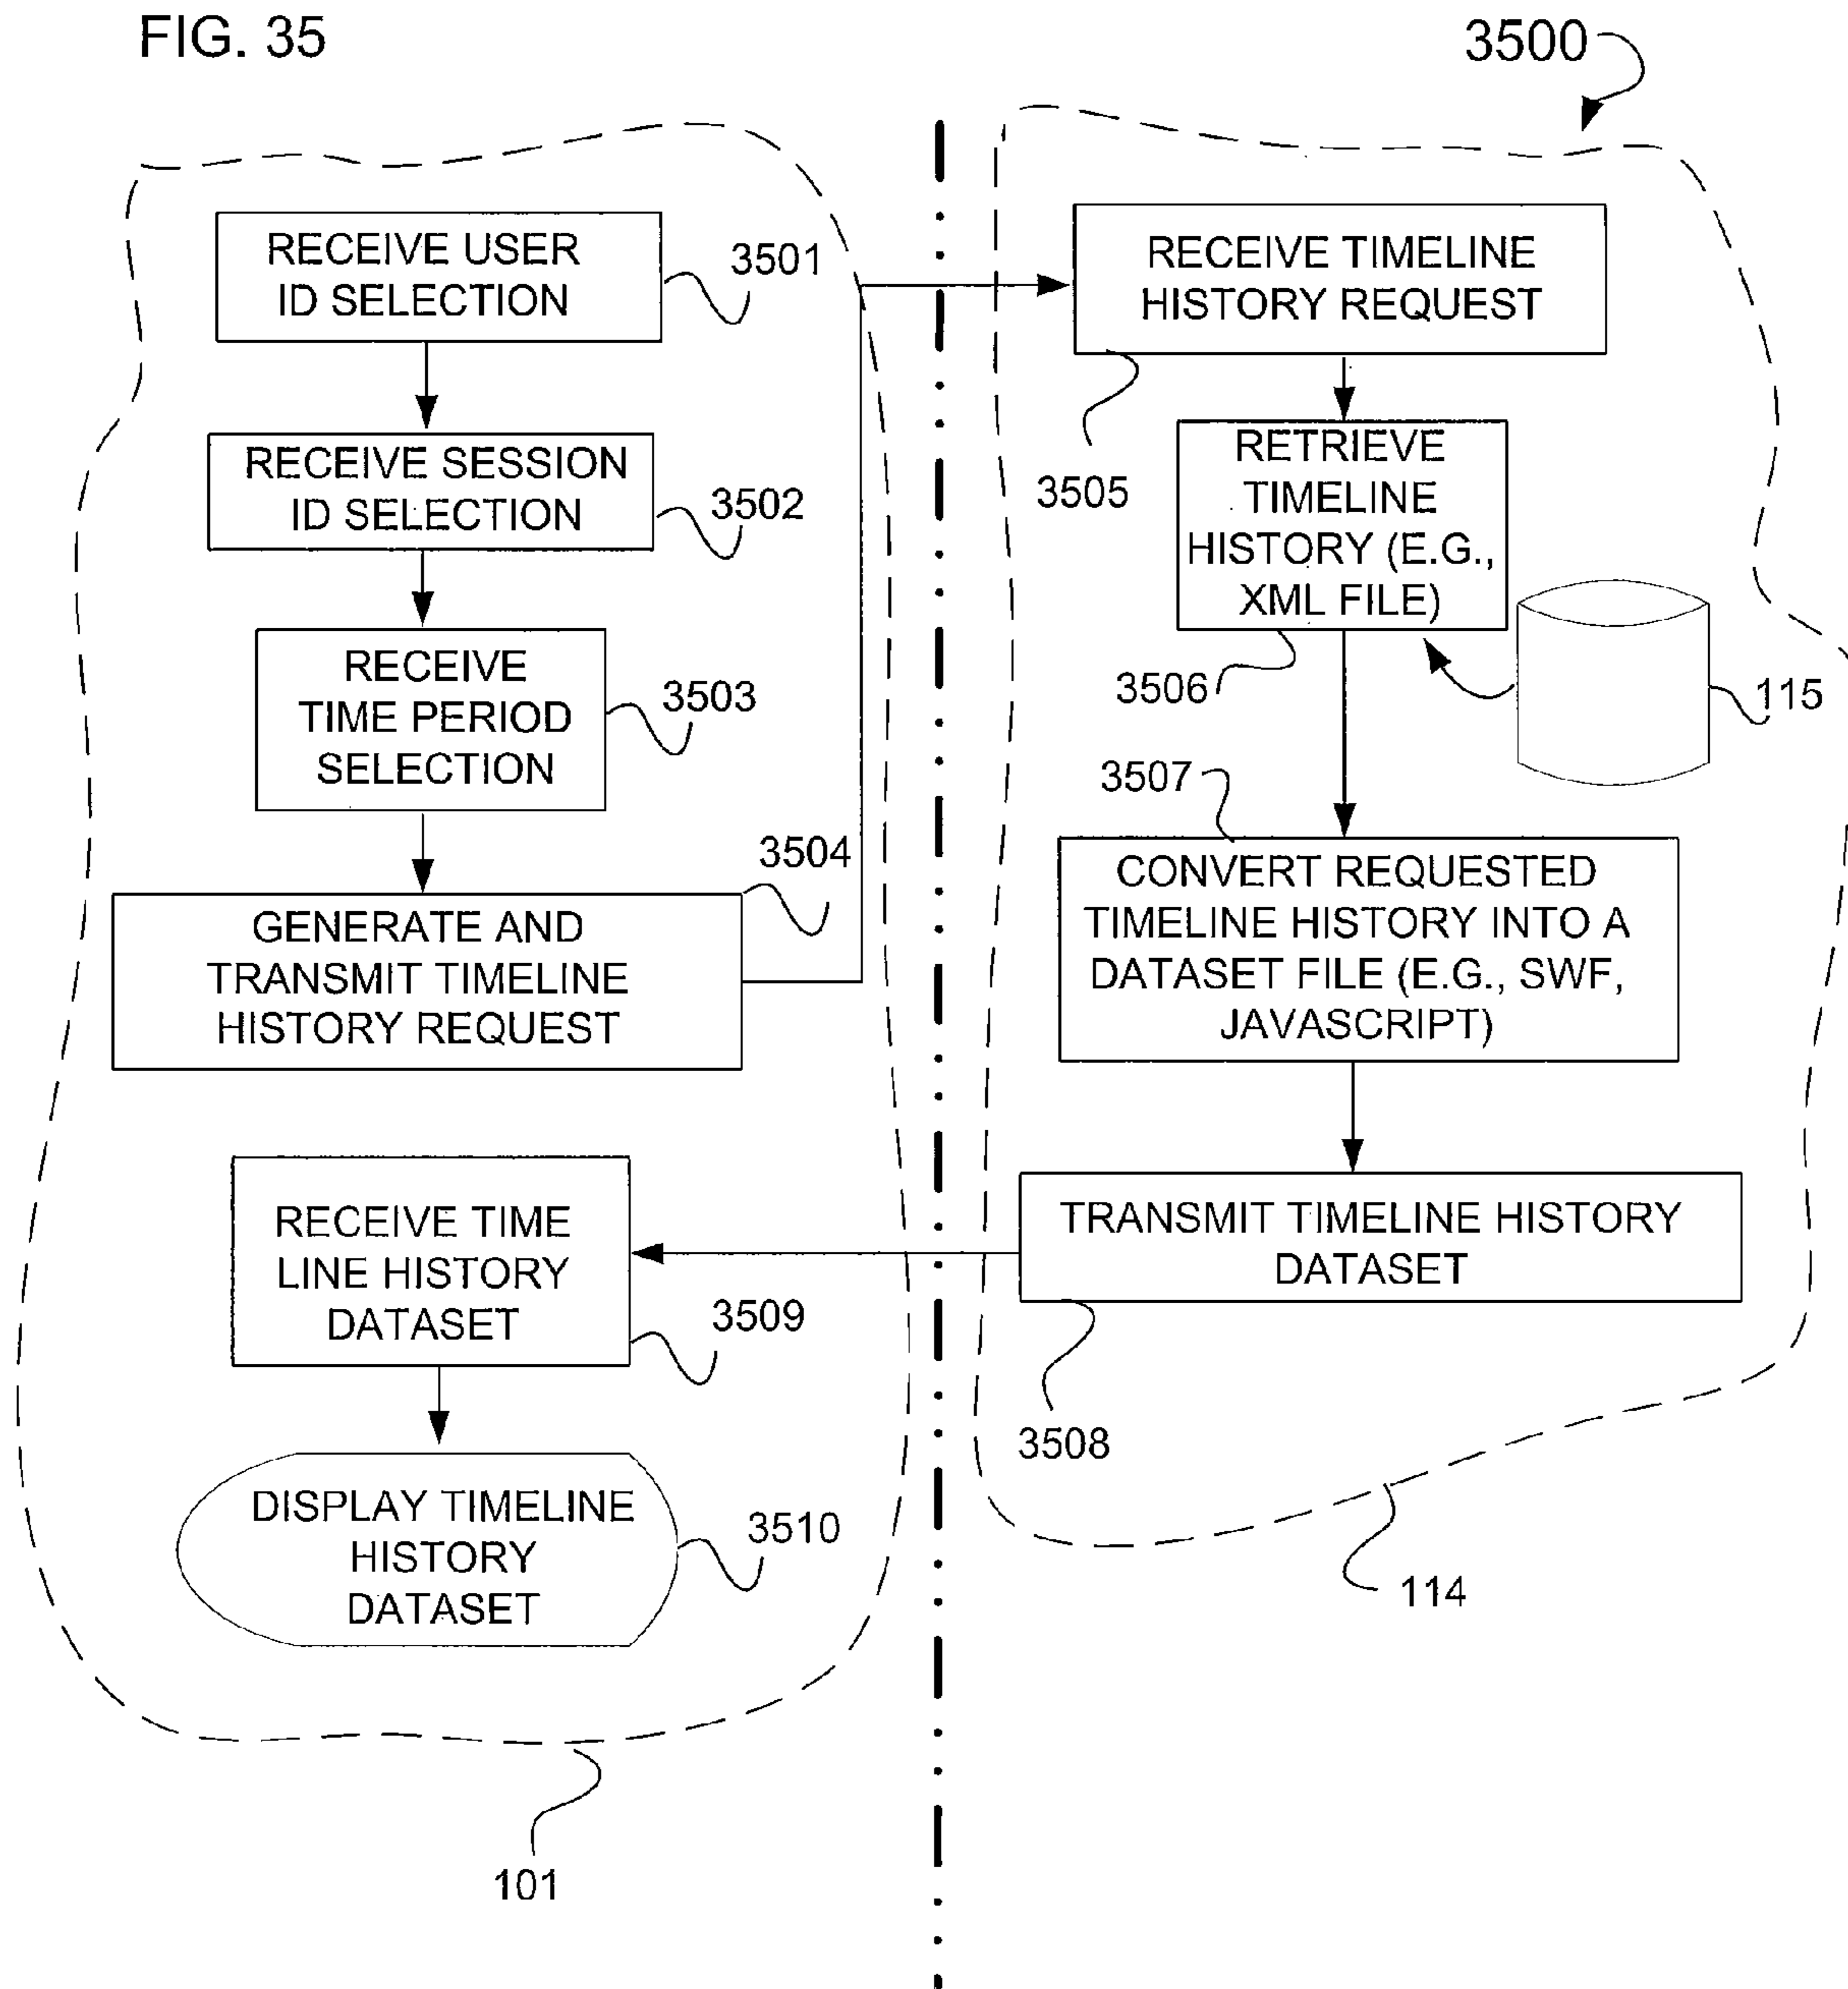 FIG. 35
3500
RECEIVE USER
ID SELECTION
3501
RECEIVE SESSION
ID SELECTION
3502
RECEIVE
TIME PERIOD
SELECTION
3503
GENERATE AND
TRANSMIT TIMELINE
HISTORY REQUEST
3504
RECEIVE TIMELINE
HISTORY REQUEST
3505
RETRIEVE
TIMELINE
HISTORY (E.G.,
XML FILE)
3506
115
3507
CONVERT REQUESTED
TIMELINE HISTORY INTO A
DATASET FILE (E.G., SWF,
JAVASCRIPT)
TRANSMIT TIMELINE HISTORY
DATASET
3508
RECEIVE TIME
LINE HISTORY
DATASET
3509
DISPLAY TIMELINE
HISTORY
DATASET
3510
114
101